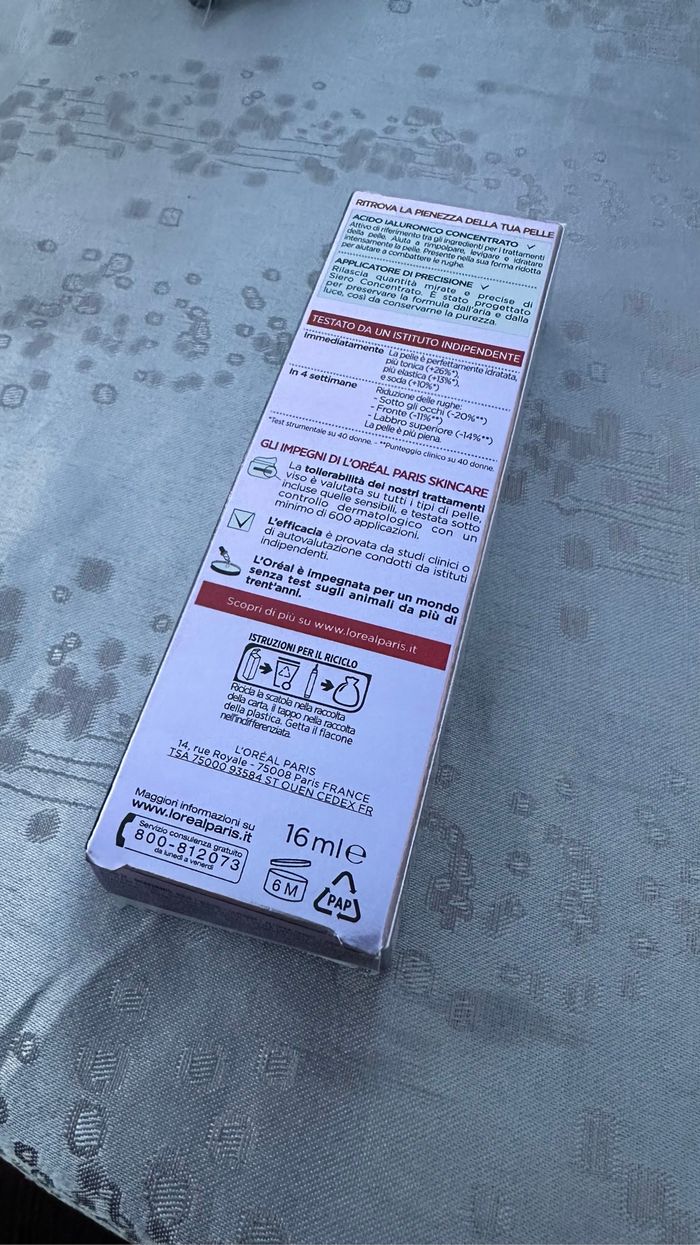 RITROVA LA PIENEZZA DELLA TUA PELLE
ACIDO IALURONICO CONCENTRATO ✓
Attivo di riferimento tra gli ingredienti per i trattamenti
della pelle. Aiuta a rimpolpare, levigare e idratare
intensamente la pelle. Presente nella sua forma ridotta
per aiutare a combattere le rughe.
APPLICATORE DI PRECISIONE ✓
Rilascia quantità mirate e precise di
Siero Concentrato. È stato progettato
per preservare la formula dall'aria e dalla
luce, così da conservarne la purezza.
TESTATO DA UN ISTITUTO INDIPENDENTE
Immediatamente La pelle è perfettamente idratata,
più tonica (+26%*),
più elastica (+13%*),
e soda (+10%*)
in 4 settimane Riduzione delle rughe:
- Sotto gli occhi (-20%**)
- Fronte (-11%**)
- Labbro superiore (-14%**)
La pelle è più piena.
*Test strumentale su 40 donne. - **Punteggio clinico su 40 donne.
GLI IMPEGNI DI L'ORÉAL PARIS SKINCARE
La tollerabilità dei nostri trattamenti
viso è valutata su tutti i tipi di pelle,
incluse quelle sensibili, e testata sotto
controllo dermatologico con un
minimo di 600 applicazioni.
L'efficacia è provata da studi clinici o
di autovalutazione condotti da istituti
indipendenti.
L'Oréal è impegnata per un mondo
senza test sugli animali da più di
trent'anni.
Scopri di più su www.lorealparis.it
ISTRUZIONI PER IL RICICLO
Ricicla la scatola nella raccolta
della carta, il tappo nella raccolta
della plastica. Getta il flacone
nell'indifferenziata.
L'ORÉAL PARIS
14, rue Royale - 75008 Paris FRANCE
TSA 75000 93584 ST OUEN CEDEX FR
Maggiori informazioni su
www.lorealparis.it
Servizio consulenza gratuito
800-812073
da lunedì a venerdì
16 ml e
6 M
PAP